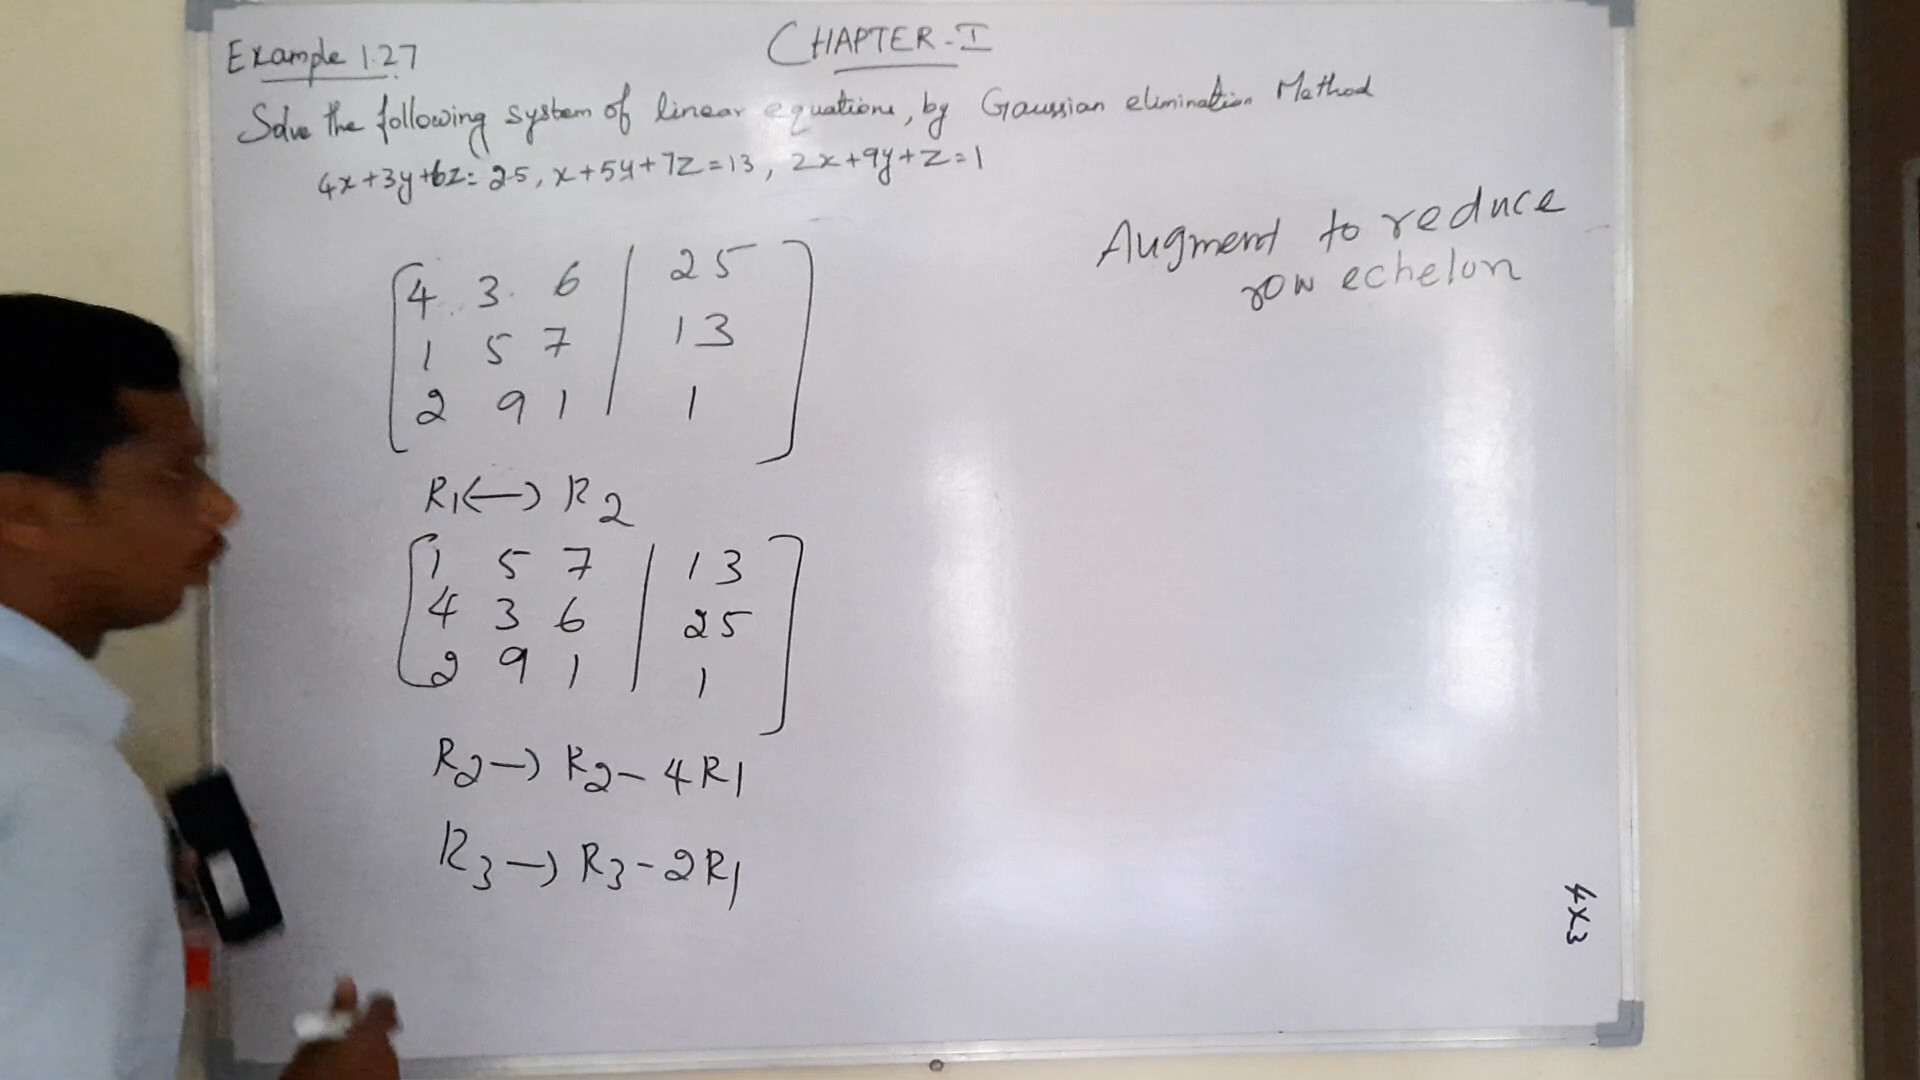 Example 1.27
CHAPTER-I
Solve the following system of linear equations, by Gaussian elimination Method
4x+3y+6z=25, x+5y+7z=13, 2x+9y+z=1
Augment to reduce
row echelon
4 3 6 | 25
1 5 7 | 13
2 9 1 | 1
R1↔R2
1 5 7 | 13
4 3 6 | 25
2 9 1 | 1
R2→R2-4R1
R3→R3-2R1
4x3